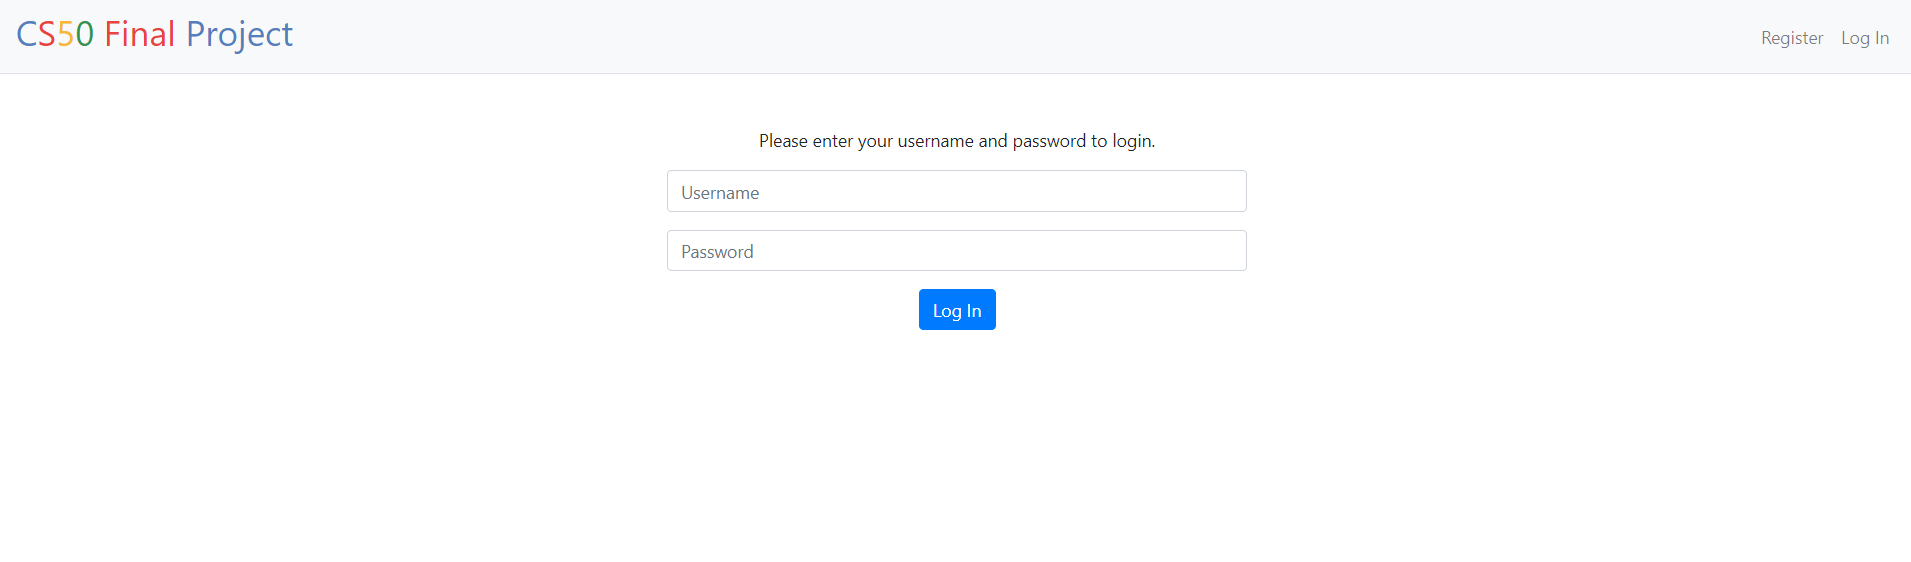 CS50 Final Project
Register Log In
Please enter your username and password to login.
Username
Password
Log In